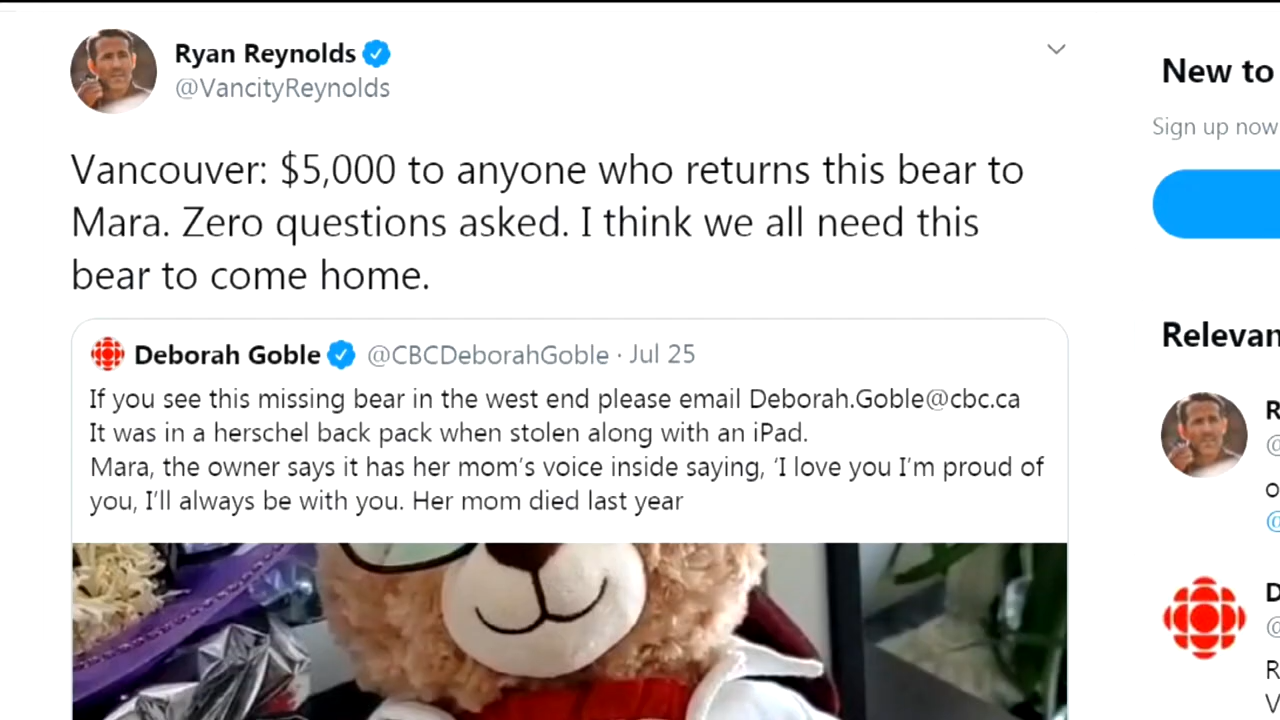 Ryan Reynolds
@VancityReynolds
Vancouver: $5,000 to anyone who returns this bear to
Mara. Zero questions asked. I think we all need this
bear to come home.
Deborah Goble @CBCDeborahGoble · Jul 25
If you see this missing bear in the west end please email Deborah.Goble@cbc.ca
It was in a herschel back pack when stolen along with an iPad.
Mara, the owner says it has her mom's voice inside saying, ‘I love you I'm proud of
you, I'll always be with you. Her mom died last year
New to
Sign up now
Relevan
R
@
o
@
D
@
R
V